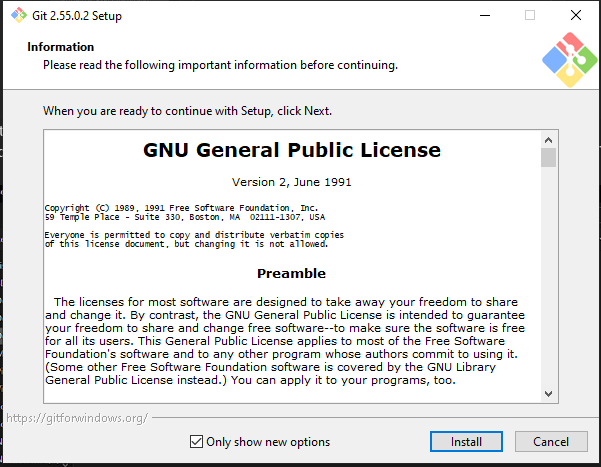 Git 2.55.0.2 Setup
Information
Please read the following important information before continuing.
When you are ready to continue with Setup, click Next.
GNU General Public License
Version 2, June 1991
Copyright (C) 1989, 1991 Free Software Foundation, Inc.
59 Temple Place - Suite 330, Boston, MA  02111-1307, USA
Everyone is permitted to copy and distribute verbatim copies
of this license document, but changing it is not allowed.
Preamble
The licenses for most software are designed to take away your freedom to share
and change it. By contrast, the GNU General Public License is intended to guarantee
your freedom to share and change free software--to make sure the software is free
for all its users. This General Public License applies to most of the Free Software
Foundation's software and to any other program whose authors commit to using it.
(Some other Free Software Foundation software is covered by the GNU Library
General Public License instead.) You can apply it to your programs, too.
https://gitforwindows.org/
Only show new options
Install
Cancel